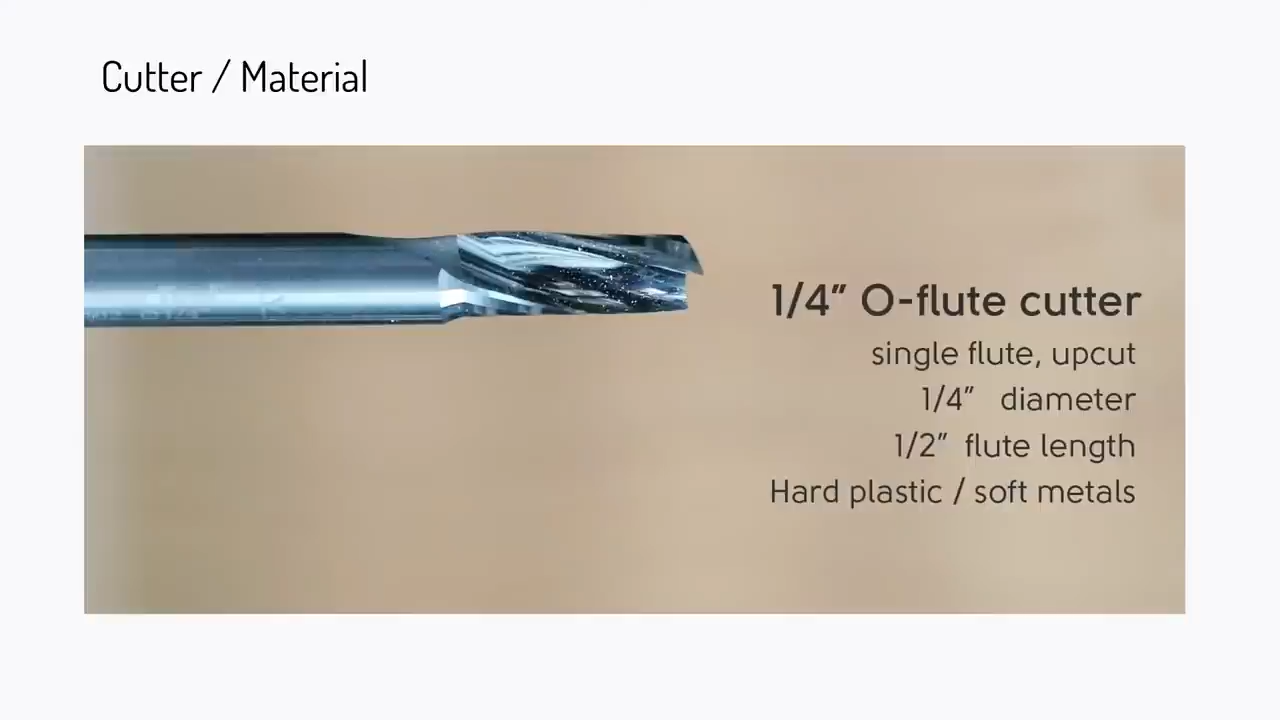 Cutter / Material
1/4” O-flute cutter
single flute, upcut
1/4” diameter
1/2” flute length
Hard plastic / soft metals